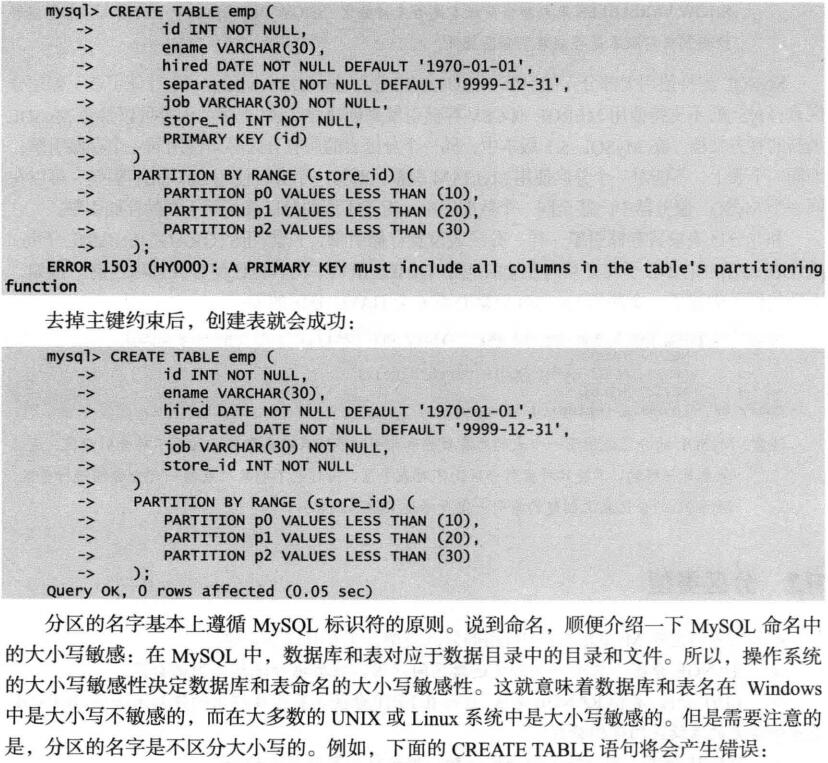 mysql> CREATE TABLE emp (
-> id INT NOT NULL,
-> ename VARCHAR(30),
-> hired DATE NOT NULL DEFAULT '1970-01-01',
-> separated DATE NOT NULL DEFAULT '9999-12-31',
-> job VARCHAR(30) NOT NULL,
-> store_id INT NOT NULL,
-> PRIMARY KEY (id)
-> )
-> PARTITION BY RANGE (store_id) (
-> PARTITION p0 VALUES LESS THAN (10),
-> PARTITION p1 VALUES LESS THAN (20),
-> PARTITION p2 VALUES LESS THAN (30)
-> );
ERROR 1503 (HY000): A PRIMARY KEY must include all columns in the table's partitioning
function
去掉主键约束后，创建表就会成功：
mysql> CREATE TABLE emp (
-> id INT NOT NULL,
-> ename VARCHAR(30),
-> hired DATE NOT NULL DEFAULT '1970-01-01',
-> separated DATE NOT NULL DEFAULT '9999-12-31',
-> job VARCHAR(30) NOT NULL,
-> store_id INT NOT NULL
-> )
-> PARTITION BY RANGE (store_id) (
-> PARTITION p0 VALUES LESS THAN (10),
-> PARTITION p1 VALUES LESS THAN (20),
-> PARTITION p2 VALUES LESS THAN (30)
-> );
Query OK, 0 rows affected (0.05 sec)
分区的名字基本上遵循 MySQL 标识符的原则。说到命名，顺便介绍一下 MySQL 命名中
的大小写敏感：在 MySQL 中，数据库和表对应于数据目录中的目录和文件。所以，操作系统
的大小写敏感性决定数据库和表命名的大小写敏感性。这就意味着数据库和表名在 Windows
中是大小写不敏感的，而在大多数的 UNIX 或 Linux 系统中是大小写敏感的。但是需要注意的
是，分区的名字是不区分大小写的。例如，下面的 CREATE TABLE 语句将会产生错误：